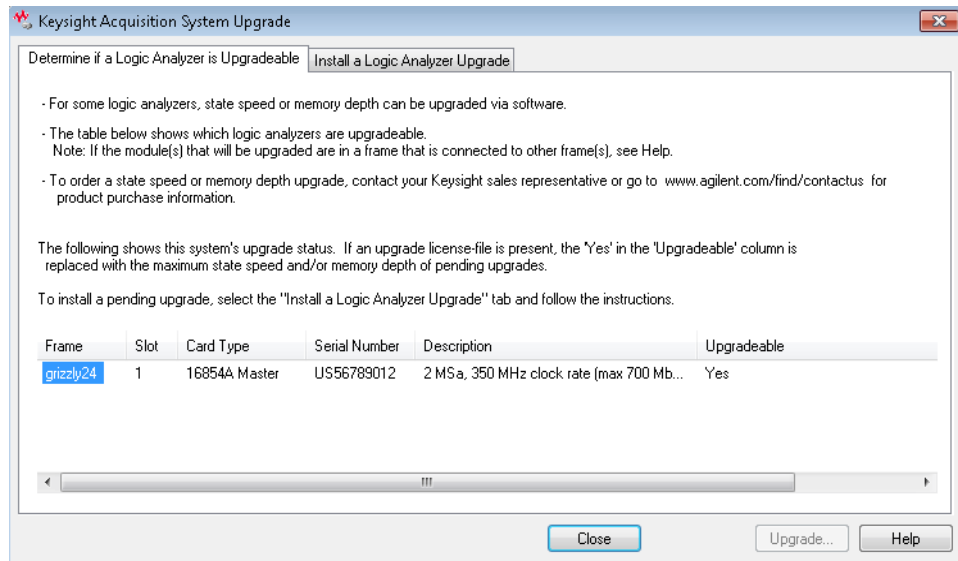 Keysight Acquisition System Upgrade
Determine if a Logic Analyzer is Upgradeable Install a Logic Analyzer Upgrade
- For some logic analyzers, state speed or memory depth can be upgraded via software.
- The table below shows which logic analyzers are upgradeable.
Note: If the module(s) that will be upgraded are in a frame that is connected to other frame(s), see Help.
- To order a state speed or memory depth upgrade, contact your Keysight sales representative or go to www.agilent.com/find/contactus for
product purchase information.
The following shows this system's upgrade status. If an upgrade license-file is present, the 'Yes' in the 'Upgradeable' column is
replaced with the maximum state speed and/or memory depth of pending upgrades.
To install a pending upgrade, select the "Install a Logic Analyzer Upgrade" tab and follow the instructions.
Frame Slot Card Type Serial Number Description Upgradeable
grizzly24 1 16854A Master US56789012 2 MSa, 350 MHz clock rate (max 700 Mb... Yes
Close Upgrade... Help